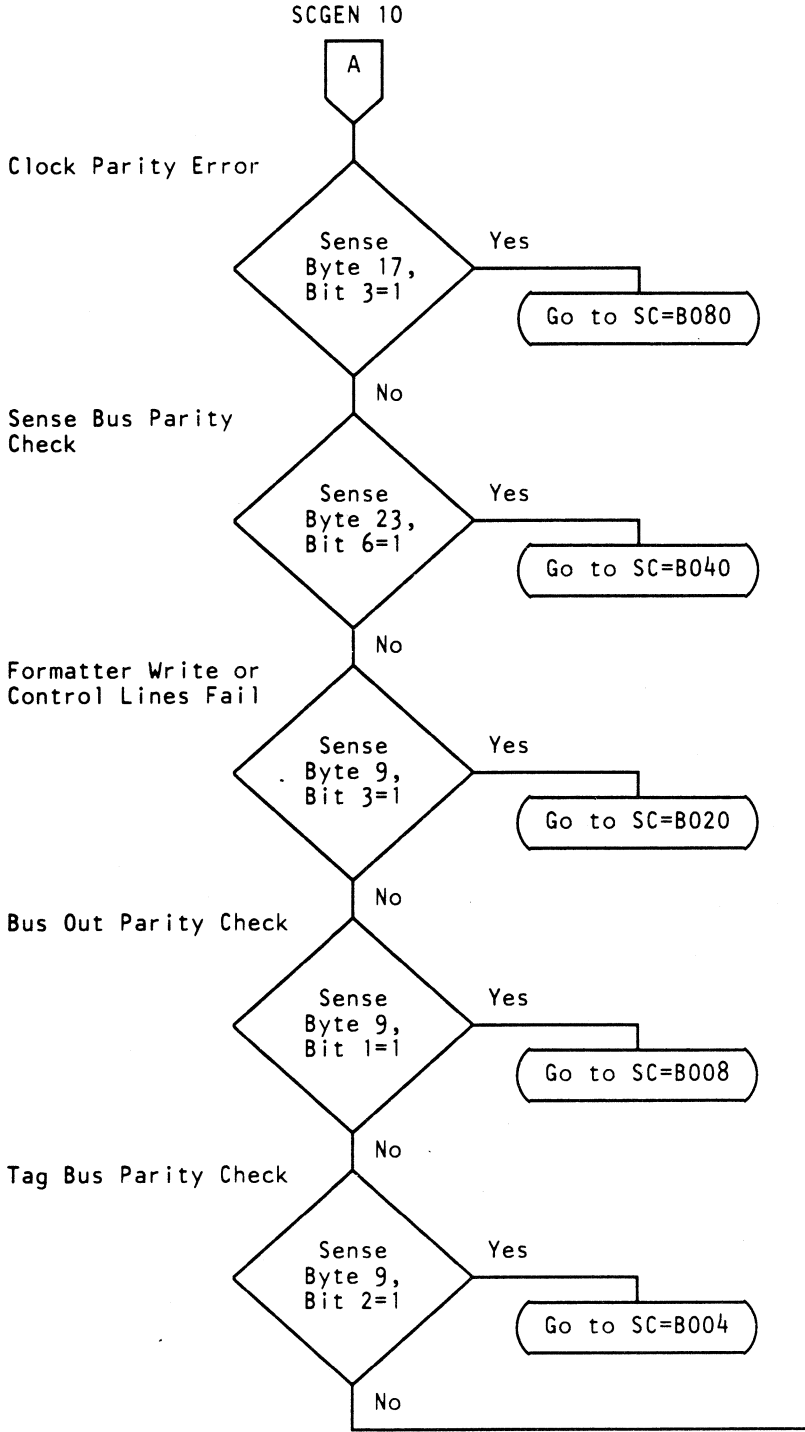 SCGEN 10
A
Clock Parity Error
Sense
Byte 17,
Bit 3=1
Yes
Go to SC=B080
No
Sense Bus Parity
Check
Sense
Byte 23,
Bit 6=1
Yes
Go to SC=B040
No
Formatter Write or
Control Lines Fail
Sense
Byte 9,
Bit 3=1
Yes
Go to SC=B020
No
Bus Out Parity Check
Sense
Byte 9,
Bit 1=1
Yes
Go to SC=B008
No
Tag Bus Parity Check
Sense
Byte 9,
Bit 2=1
Yes
Go to SC=B004
No